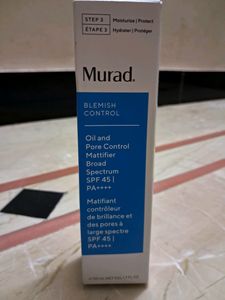 STEP 3
ÉTAPE 3
Moisturize | Protect
Hydrater | Protéger
Murad.
BLEMISH
CONTROL
Oil and
Pore Control
Mattifier
Broad
Spectrum
SPF 45 |
PA++++
Matifiant
contrôleur
de brillance et
des pores à
large spectre
SPF 45 |
PA++++